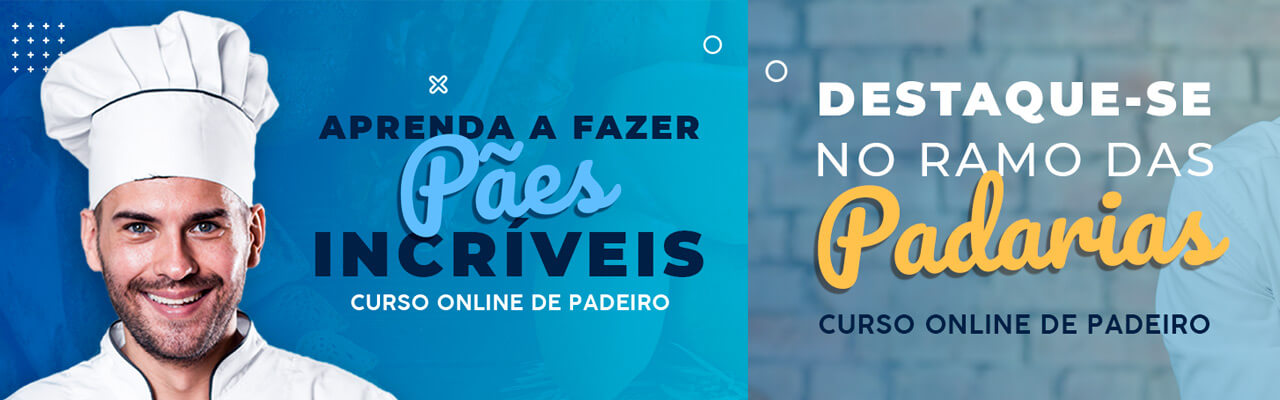 APRENDA A FAZER
Pães
INCRÍVEIS
CURSO ONLINE DE PADEIRO
DESTAQUE-SE
NO RAMO DAS
Padarias
CURSO ONLINE DE PADEIRO